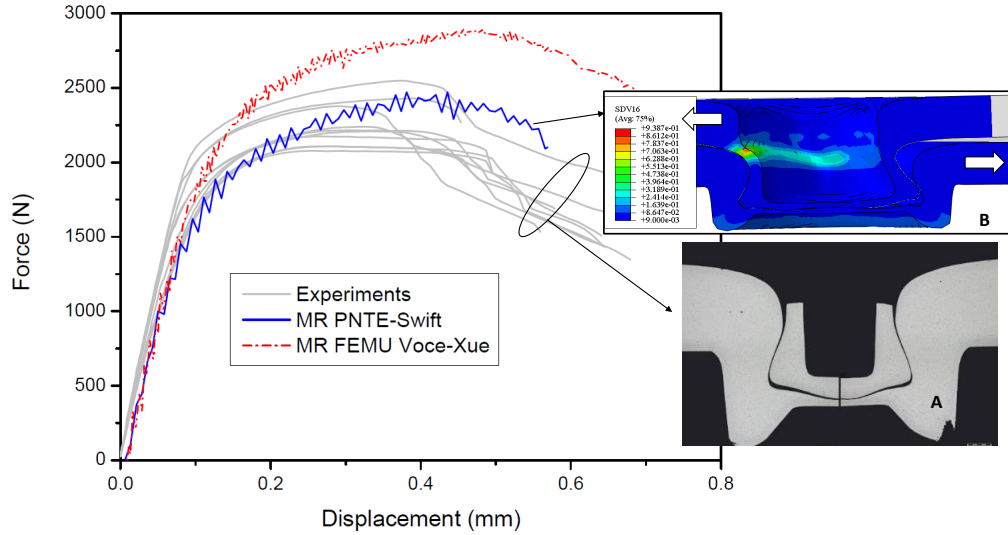 3000
2500
2000
1500
1000
500
0
Force (N)
0.0
0.2
0.4
0.6
0.8
Displacement (mm)
Experiments
MR PNTE-Swift
MR FEMU Voce-Xue
SDV16
(Avg: 75%)
+9.387e-01
+8.612e-01
+7.837e-01
+7.063e-01
+6.288e-01
+5.513e-01
+4.738e-01
+3.964e-01
+3.189e-01
+2.414e-01
+1.639e-01
+8.647e-02
+9.000e-03
B
A